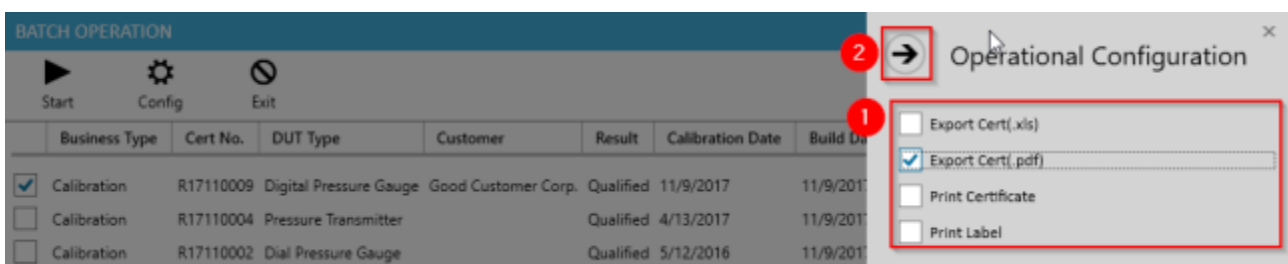 BATCH OPERATION
Start Config Exit
Business Type Cert No. DUT Type Customer Result Calibration Date Build Da
Calibration R17110009 Digital Pressure Gauge Good Customer Corp. Qualified 11/9/2017 11/9/201
Calibration R17110004 Pressure Transmitter Qualified 4/13/2017 11/9/201
Calibration R17110002 Dial Pressure Gauge Qualified 5/12/2016 11/9/201
2 Operational Configuration
1
Export Cert(.xls)
Export Cert(.pdf)
Print Certificate
Print Label